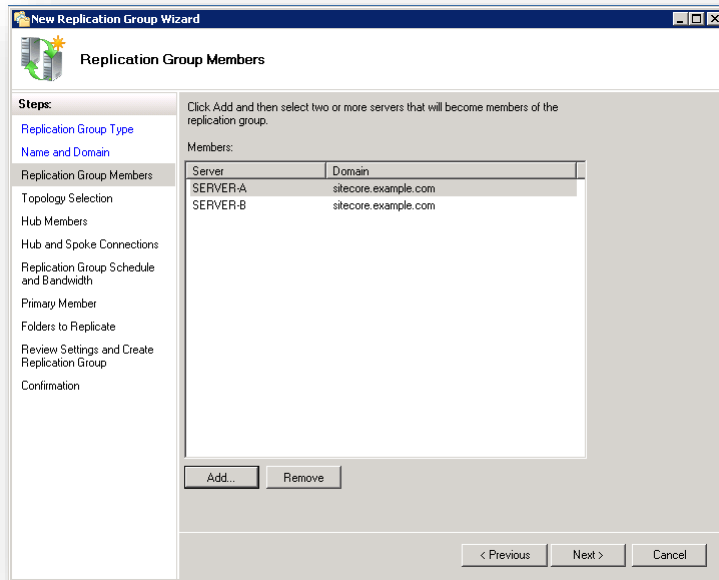 New Replication Group Wizard
Replication Group Members
Steps:
Replication Group Type
Name and Domain
Replication Group Members
Topology Selection
Hub Members
Hub and Spoke Connections
Replication Group Schedule
and Bandwidth
Primary Member
Folders to Replicate
Review Settings and Create
Replication Group
Confirmation
Click Add and then select two or more servers that will become members of the
replication group.
Members:
Server Domain
SERVER-A sitecore.example.com
SERVER-B sitecore.example.com
Add... Remove
< Previous Next > Cancel